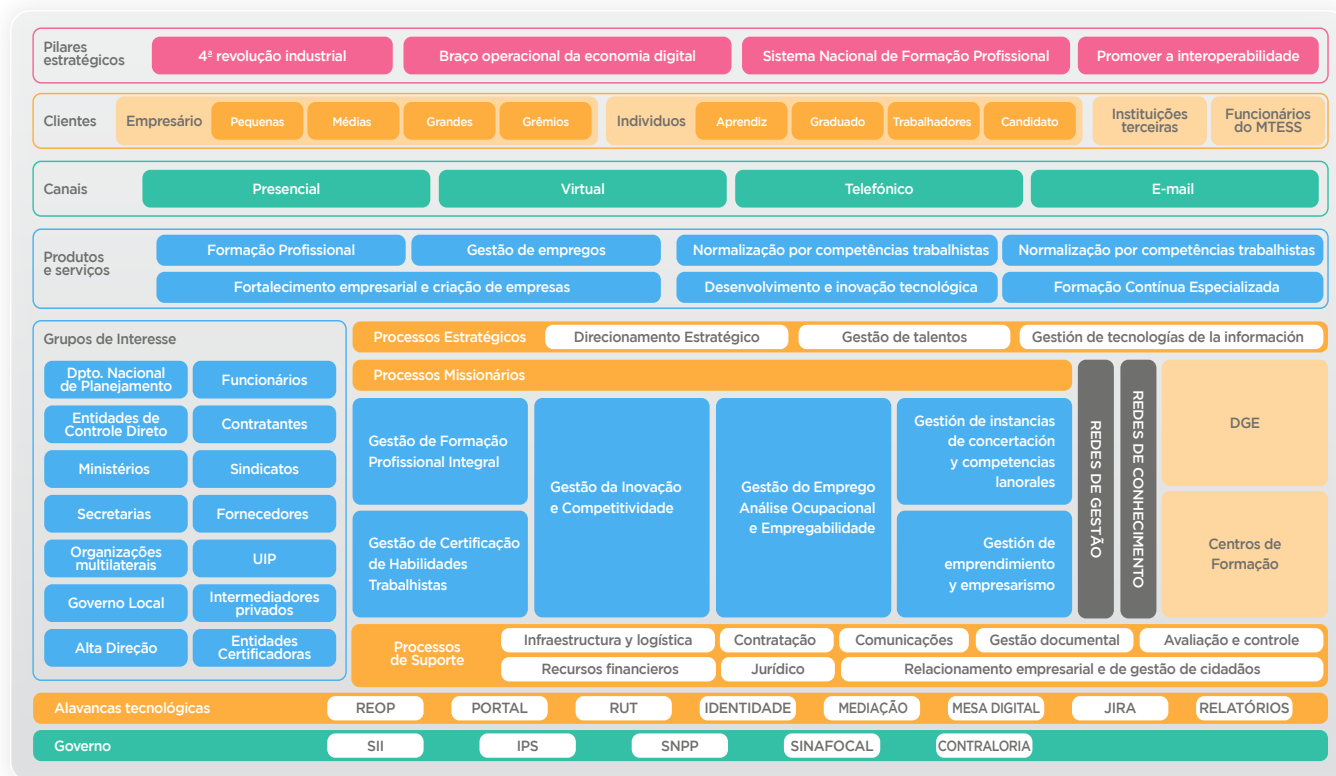 Pilares
estratégicos
4ª revolução industrial
Braço operacional da economia digital
Sistema Nacional de Formação Profissional
Promover a interoperabilidade
Clientes
Empresário
Pequenas
Médias
Grandes
Grêmios
Individuos
Aprendiz
Graduado
Trabalhadores
Candidato
Instituições
terceiras
Funcionários
do MTESS
Canais
Presencial
Virtual
Telefónico
E-mail
Produtos
e serviços
Formação Profissional
Gestão de empregos
Normalização por competências trabalhistas
Normalização por competências trabalhistas
Fortalecimento empresarial e criação de empresas
Desenvolvimento e inovação tecnológica
Formação Contínua Especializada
Grupos de Interesse
Dpto. Nacional
de Planejamento
Funcionários
Entidades de
Controle Direto
Contratantes
Ministérios
Sindicatos
Secretarias
Fornecedores
Organizações
multilaterais
UIP
Governo Local
Intermediadores
privados
Alta Direção
Entidades
Certificadoras
Processos Estratégicos
Direcionamento Estratégico
Gestão de talentos
Gestión de tecnologías de la información
Processos Missionários
Gestão de Formação
Profissional Integral
Gestão de Certificação
de Habilidades
Trabalhistas
Gestão da Inovação
e Competitividade
Gestão do Emprego
Análise Ocupacional
e Empregabilidade
Gestión de instancias
de concertación
y competencias
lanorales
Gestión de
emprendimiento
y empresarismo
REDES DE GESTÃO
REDES DE CONHECIMENTO
DGE
Centros de
Formação
Processos
de Suporte
Infraestructura y logística
Contratação
Comunicações
Gestão documental
Avaliação e controle
Recursos financieros
Jurídico
Relacionamento empresarial e de gestão de cidadãos
Alavancas tecnológicas
REOP
PORTAL
RUT
IDENTIDADE
MEDIAÇÃO
MESA DIGITAL
JIRA
RELATÓRIOS
Governo
SII
IPS
SNPP
SINAFOCAL
CONTRALORIA